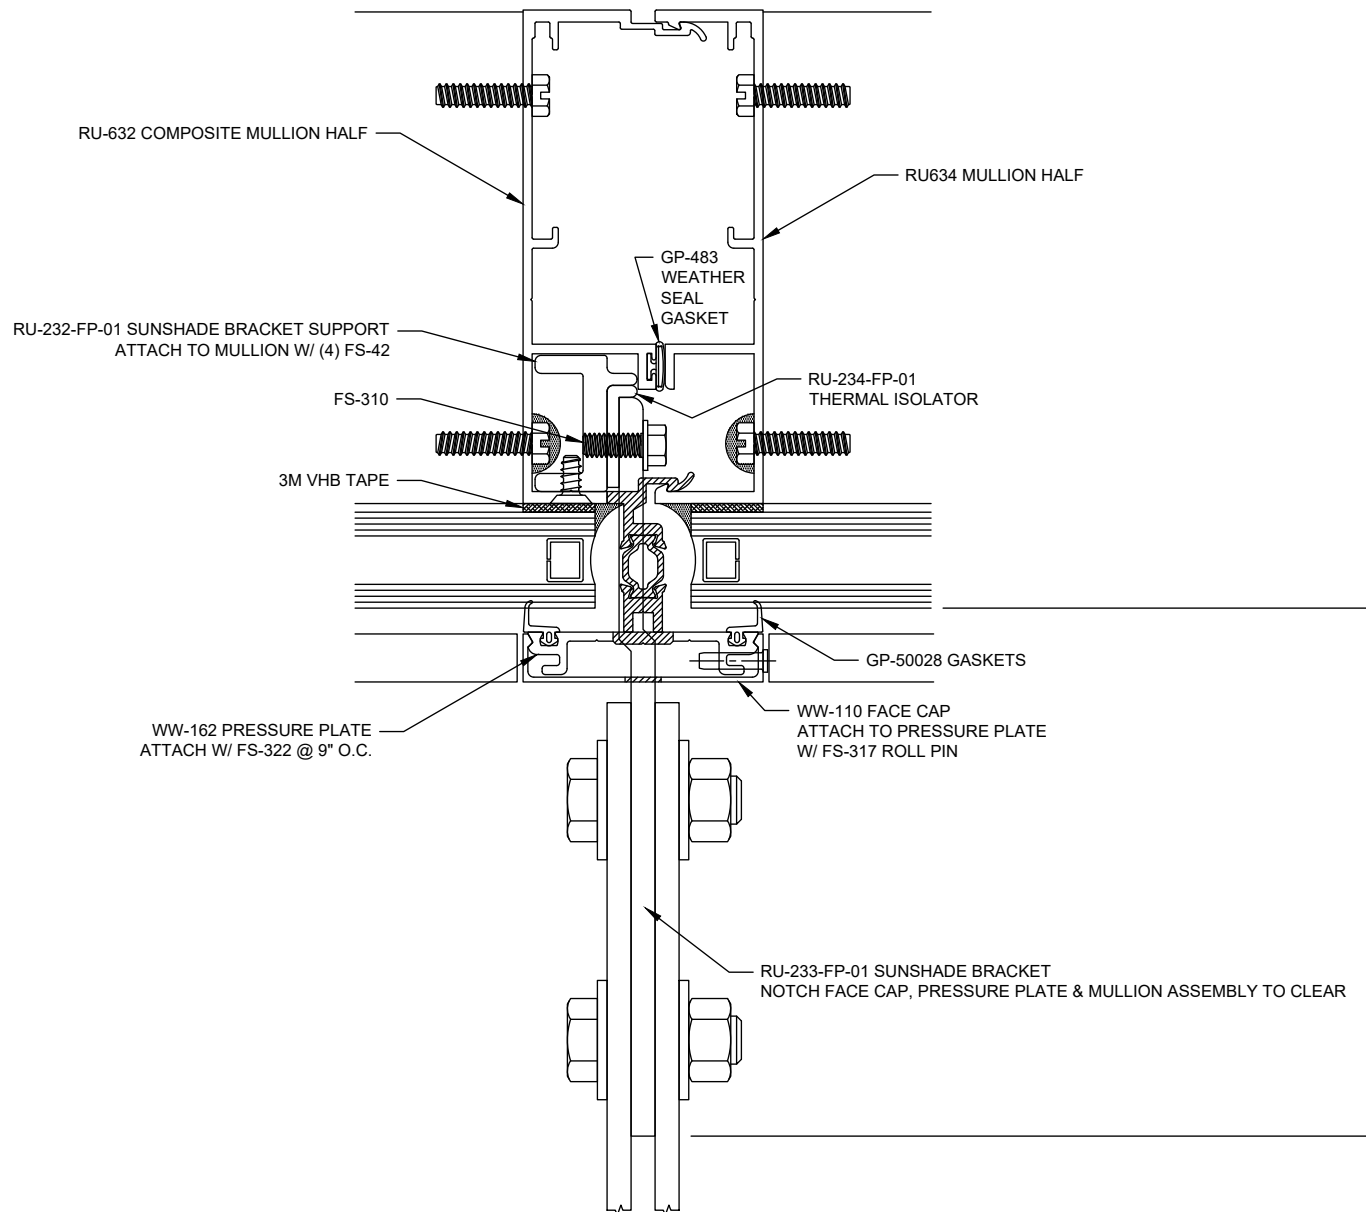 RU-632 COMPOSITE MULLION HALF
RU634 MULLION HALF
GP-483
WEATHER
SEAL
GASKET
RU-232-FP-01 SUNSHADE BRACKET SUPPORT
ATTACH TO MULLION W/ (4) FS-42
RU-234-FP-01
THERMAL ISOLATOR
FS-310
3M VHB TAPE
GP-50028 GASKETS
WW-162 PRESSURE PLATE
ATTACH W/ FS-322 @ 9" O.C.
WW-110 FACE CAP
ATTACH TO PRESSURE PLATE
W/ FS-317 ROLL PIN
RU-233-FP-01 SUNSHADE BRACKET
NOTCH FACE CAP, PRESSURE PLATE & MULLION ASSEMBLY TO CLEAR